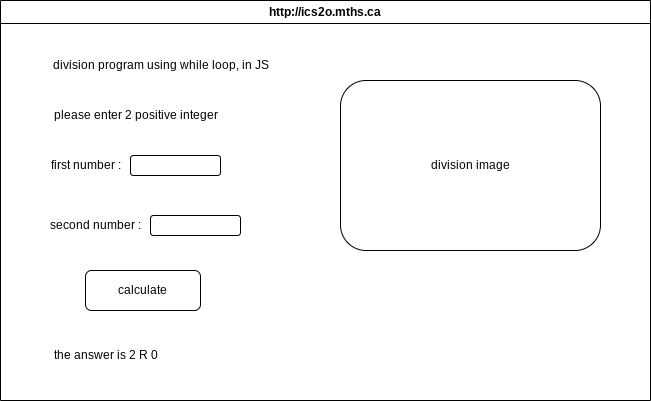 http://ics2o.mths.ca
division program using while loop, in JS
please enter 2 positive integer
first number :
second number :
calculate
the answer is 2 R 0
division image